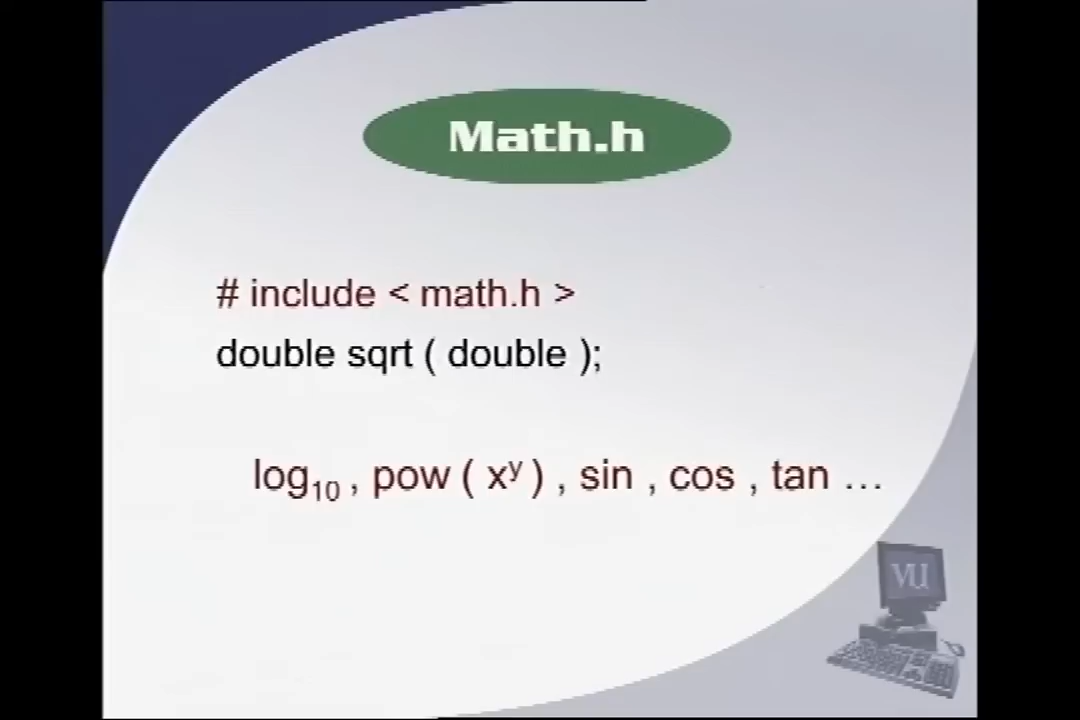 Math.h
# include < math.h >
double sqrt ( double );
log₁₀ , pow ( xʸ ) , sin , cos , tan ...
VU